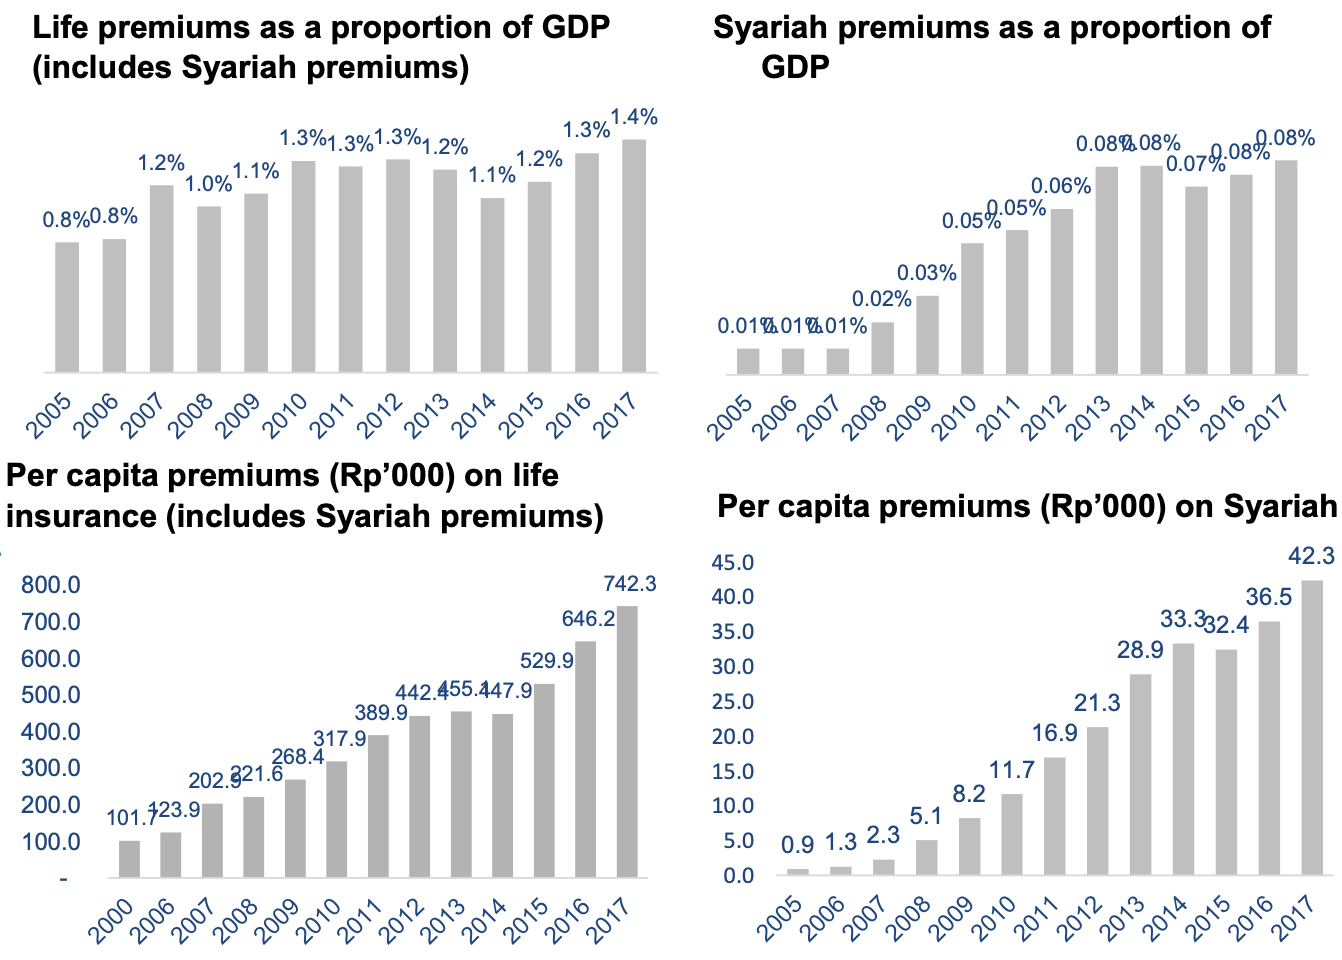 Life premiums as a proportion of GDP
(includes Syariah premiums)
0.8% 0.8% 1.2% 1.0% 1.1% 1.3% 1.3% 1.3% 1.2% 1.1% 1.2% 1.3% 1.4%
2005 2006 2007 2008 2009 2010 2011 2012 2013 2014 2015 2016 2017
Syariah premiums as a proportion of
GDP
0.01% 0.01% 0.01% 0.02% 0.03% 0.05% 0.05% 0.06% 0.08% 0.08% 0.07% 0.08% 0.08%
2005 2006 2007 2008 2009 2010 2011 2012 2013 2014 2015 2016 2017
Per capita premiums (Rp’000) on life
insurance (includes Syariah premiums)
800.0
700.0
600.0
500.0
400.0
300.0
200.0
100.0
-
101.7 123.9 202.9 221.6 268.4 317.9 389.9 442.4 455.1 447.9 529.9 646.2 742.3
2000 2006 2007 2008 2009 2010 2011 2012 2013 2014 2015 2016 2017
Per capita premiums (Rp’000) on Syariah
45.0
40.0
35.0
30.0
25.0
20.0
15.0
10.0
5.0
0.0
0.9 1.3 2.3 5.1 8.2 11.7 16.9 21.3 28.9 33.3 32.4 36.5 42.3
2005 2006 2007 2008 2009 2010 2011 2012 2013 2014 2015 2016 2017